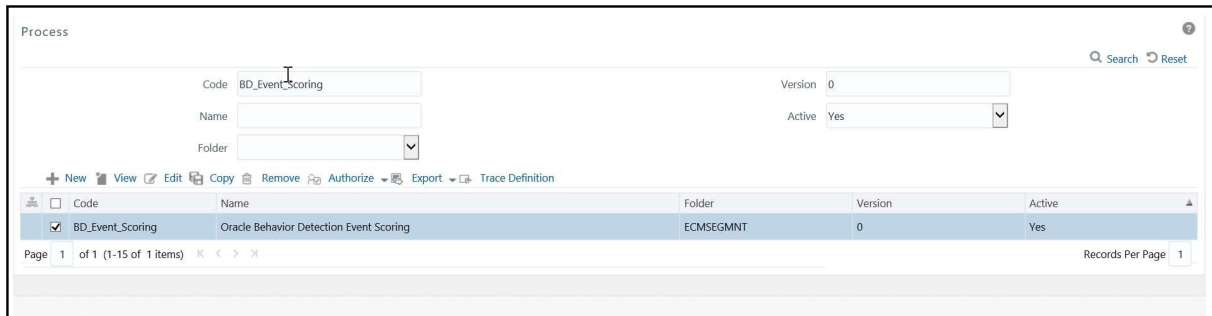 Process
Search Reset
Code BD_Event_Scoring Version 0
Name Active Yes
Folder
New View Edit Copy Remove Authorize Export Trace Definition
Code Name Folder Version Active
BD_Event_Scoring Oracle Behavior Detection Event Scoring ECMSEGMNT 0 Yes
Page 1 of 1 (1-15 of 1 items) Records Per Page 1